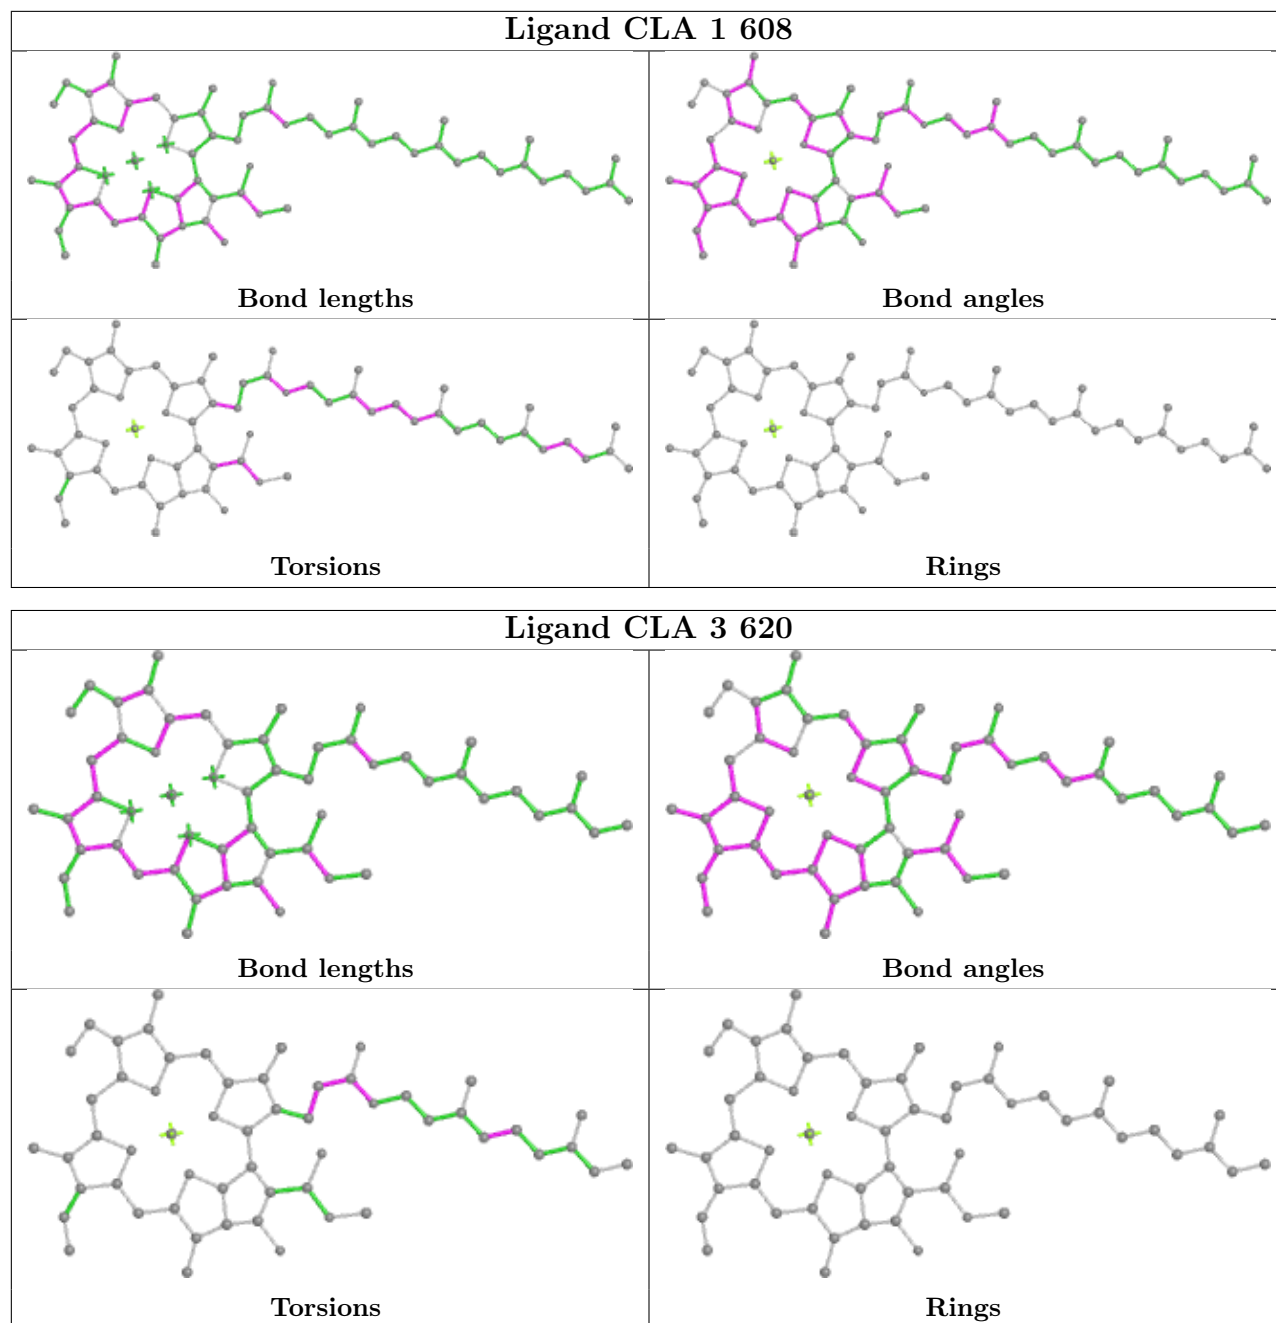 Ligand CLA 1 608
Bond lengths
Bond angles
Torsions
Rings
Ligand CLA 3 620
Bond lengths
Bond angles
Torsions
Rings